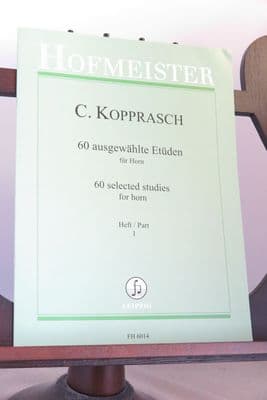 HOFMEISTER
C. KOPPRASCH
60 ausgewählte Etüden
für Horn
60 selected studies
for horn
Heft / Part
1
LEIPZIG
FH 6014